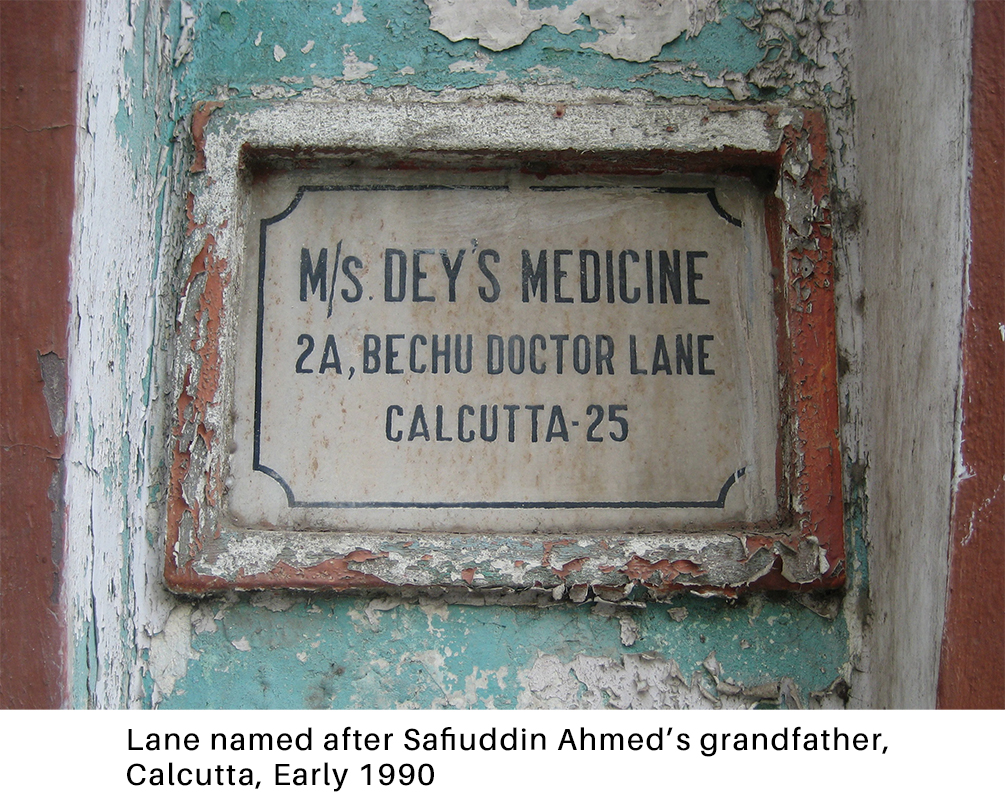 M/S. DEY'S MEDICINE
2A, BECHU DOCTOR LANE
CALCUTTA-25
Lane named after Safiuddin Ahmed's grandfather,
Calcutta, Early 1990